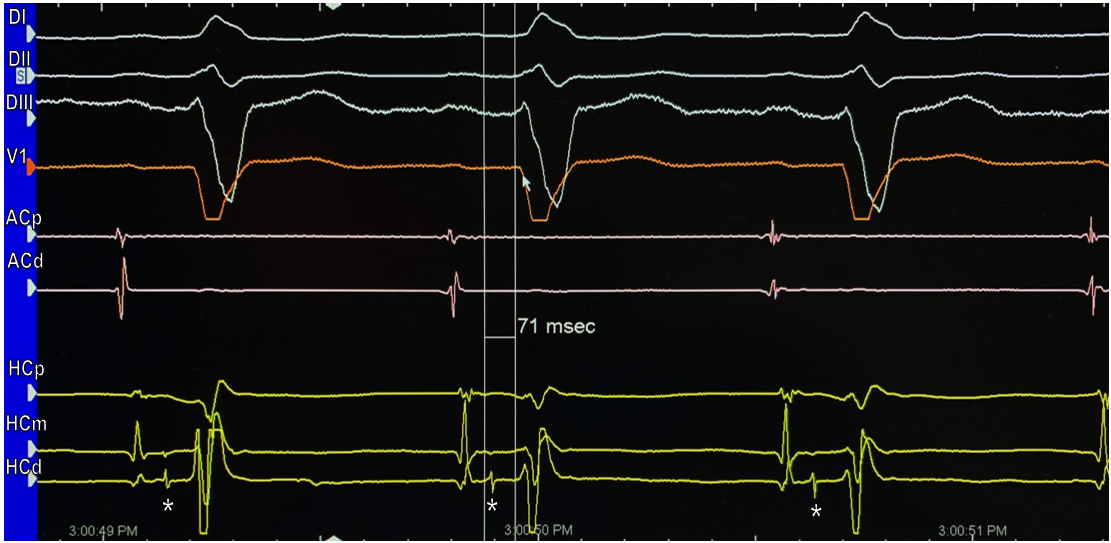 DI
DII
S
DIII
V1
ACp
ACd
71 msec
HCp
HCm
HCd
* * *
3:00:49 PM 3:00:50 PM 3:00:51 PM